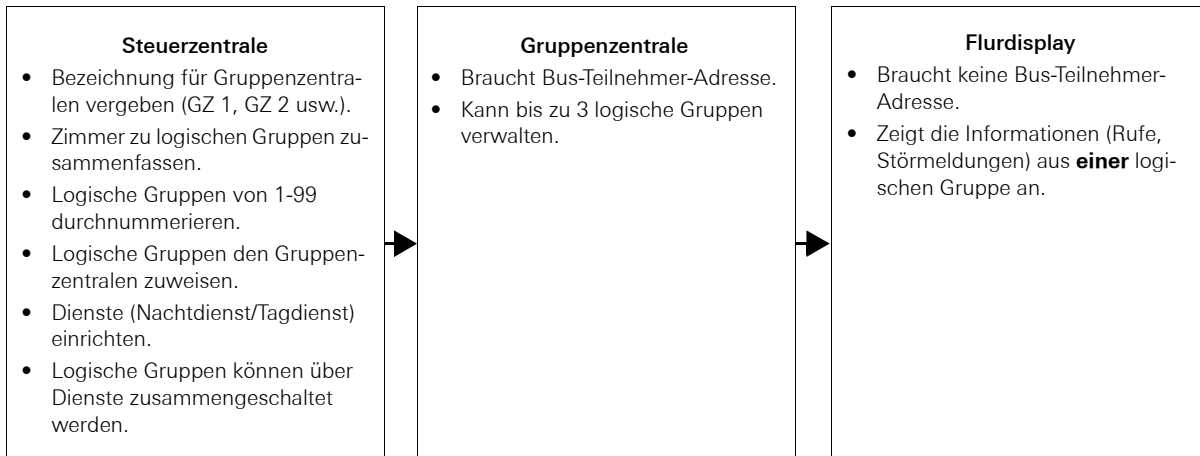 Steuerzentrale
• Bezeichnung für Gruppenzentra-
len vergeben (GZ 1, GZ 2 usw.).
• Zimmer zu logischen Gruppen zu-
sammenfassen.
• Logische Gruppen von 1-99
durchnummerieren.
• Logische Gruppen den Gruppen-
zentralen zuweisen.
• Dienste (Nachtdienst/Tagdienst)
einrichten.
• Logische Gruppen können über
Dienste zusammengeschaltet
werden.
Gruppenzentrale
• Braucht Bus-Teilnehmer-Adresse.
• Kann bis zu 3 logische Gruppen
verwalten.
Flurdisplay
• Braucht keine Bus-Teilnehmer-
Adresse.
• Zeigt die Informationen (Rufe,
Störmeldungen) aus einer logi-
schen Gruppe an.